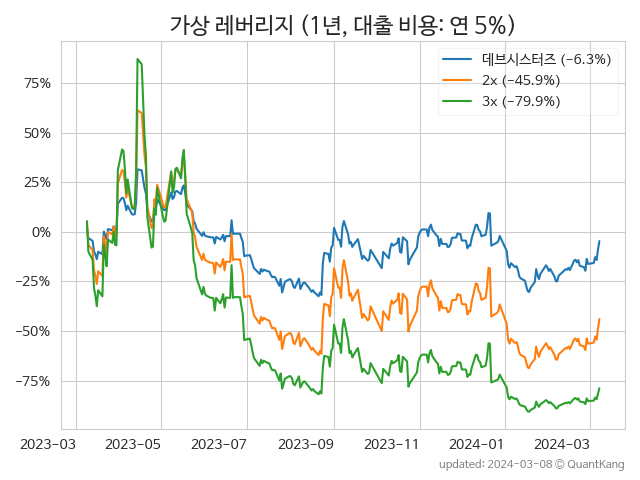 가상 레버리지 (1년, 대출 비용: 연 5%)
데브시스터즈 (−6.3%)
2x (−45.9%)
3x (−79.9%)
75%
50%
25%
0%
−25%
−50%
−75%
2023-03
2023-05
2023-07
2023-09
2023-11
2024-01
2024-03
updated: 2024-03-08 © QuantKang